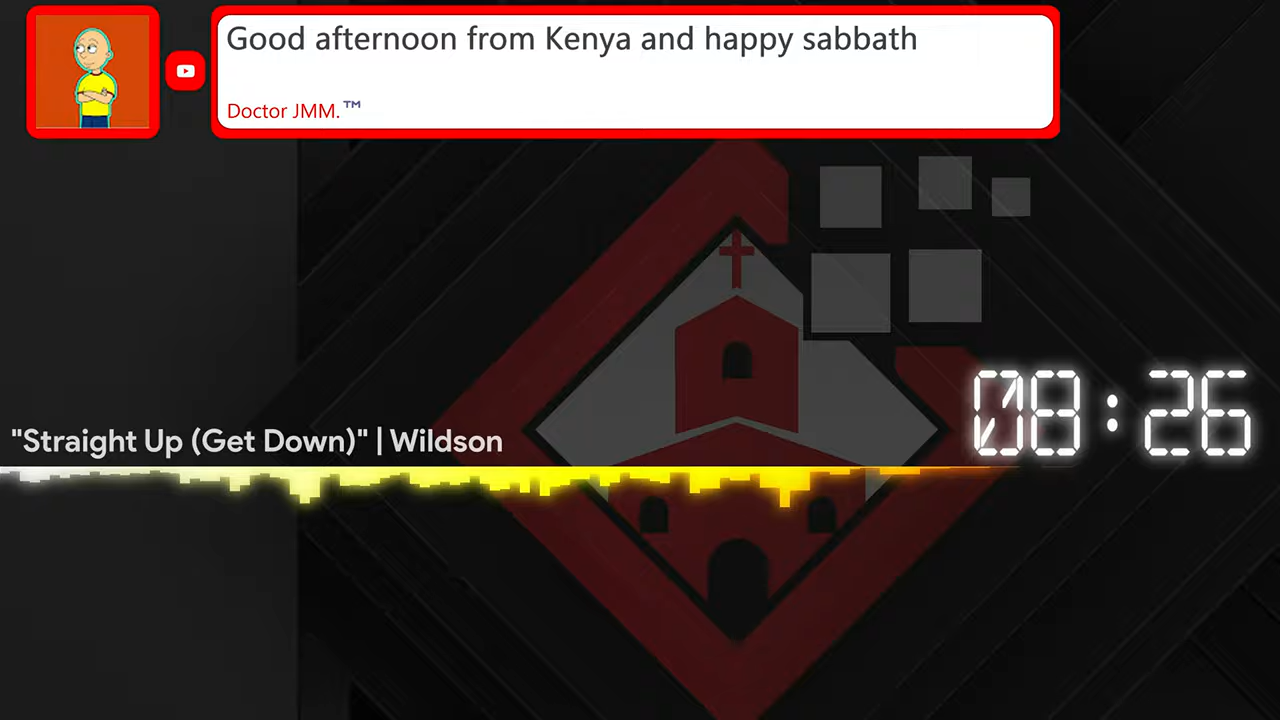 Good afternoon from Kenya and happy sabbath
Doctor JMM.™
08:26
"Straight Up (Get Down)" | Wildson